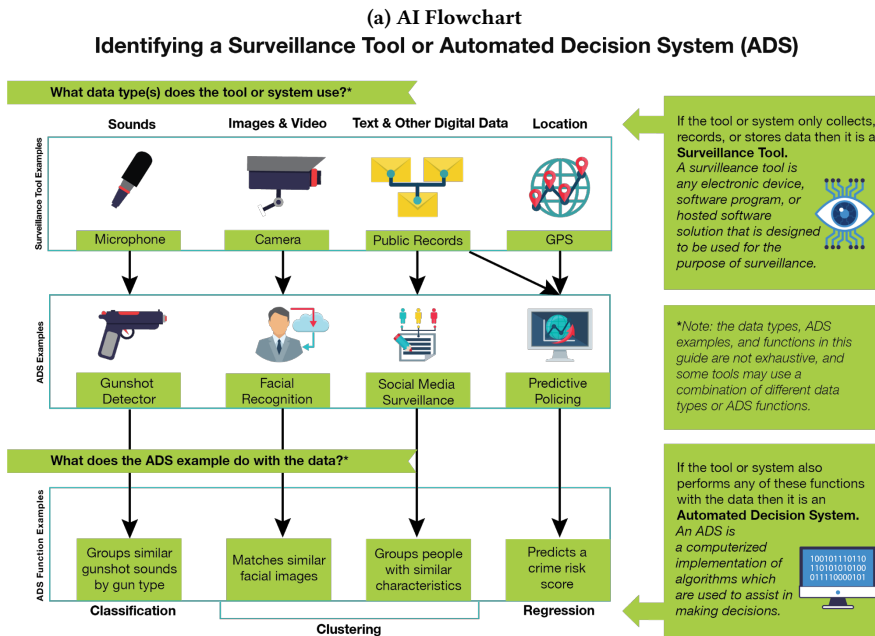 (a) AI Flowchart
Identifying a Surveillance Tool or Automated Decision System (ADS)
What data type(s) does the tool or system use?*
Sounds
Images & Video
Text & Other Digital Data
Location
Surveillance Tool Examples
Microphone
Camera
Public Records
GPS
ADS Examples
Gunshot
Detector
Facial
Recognition
Social Media
Surveillance
Predictive
Policing
What does the ADS example do with the data?*
ADS Function Examples
Groups similar
gunshot sounds
by gun type
Matches similar
facial images
Groups people
with similar
characteristics
Predicts a
crime risk
score
Classification
Clustering
Regression
If the tool or system only collects,
records, or stores data then it is a
Surveillance Tool.
A survilleance tool is
any electronic device,
software program, or
hosted software
solution that is designed
to be used for the
purpose of surveillance.
*Note: the data types, ADS
examples, and functions in this
guide are not exhaustive, and
some tools may use a
combination of different data
types or ADS functions.
If the tool or system also
performs any of these functions
with the data then it is an
Automated Decision System.
An ADS is
a computerized
implementation of
algorithms which
are used to assist in
making decisions.
100101110110
110101010100
011110000101